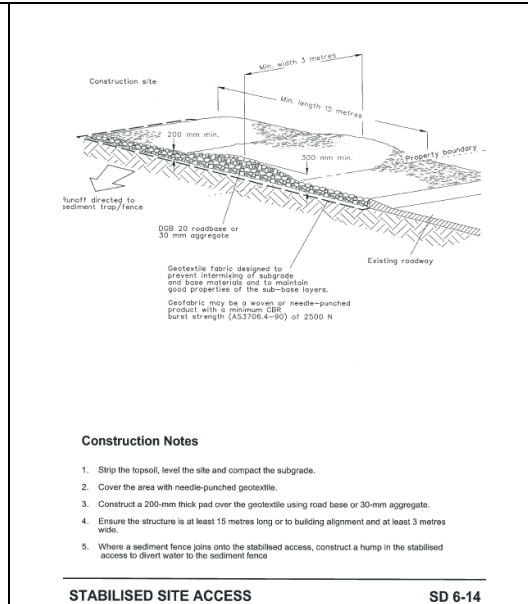 Min. width 3 metres
Construction site
Min. length 15 metres
200 mm min.
300 mm min.
Property boundary
Runoff directed to
sediment trap/fence
DGB 20 roadbase or
30 mm aggregate
Existing roadway
Geotextile fabric designed to
prevent intermixing of subgrade
and base materials and to maintain
good properties of the sub-base layers.
Geofabric may be a woven or needle-punched
product with a minimum CBR
burst strength (AS3706.4-90) of 2500 N
Construction Notes
1. Strip the topsoil, level the site and compact the subgrade.
2. Cover the area with needle-punched geotextile.
3. Construct a 200-mm thick pad over the geotextile using road base or 30-mm aggregate.
4. Ensure the structure is at least 15 metres long or to building alignment and at least 3 metres
wide.
5. Where a sediment fence joins onto the stabilised access, construct a hump in the stabilised
access to divert water to the sediment fence
STABILISED SITE ACCESS SD 6-14